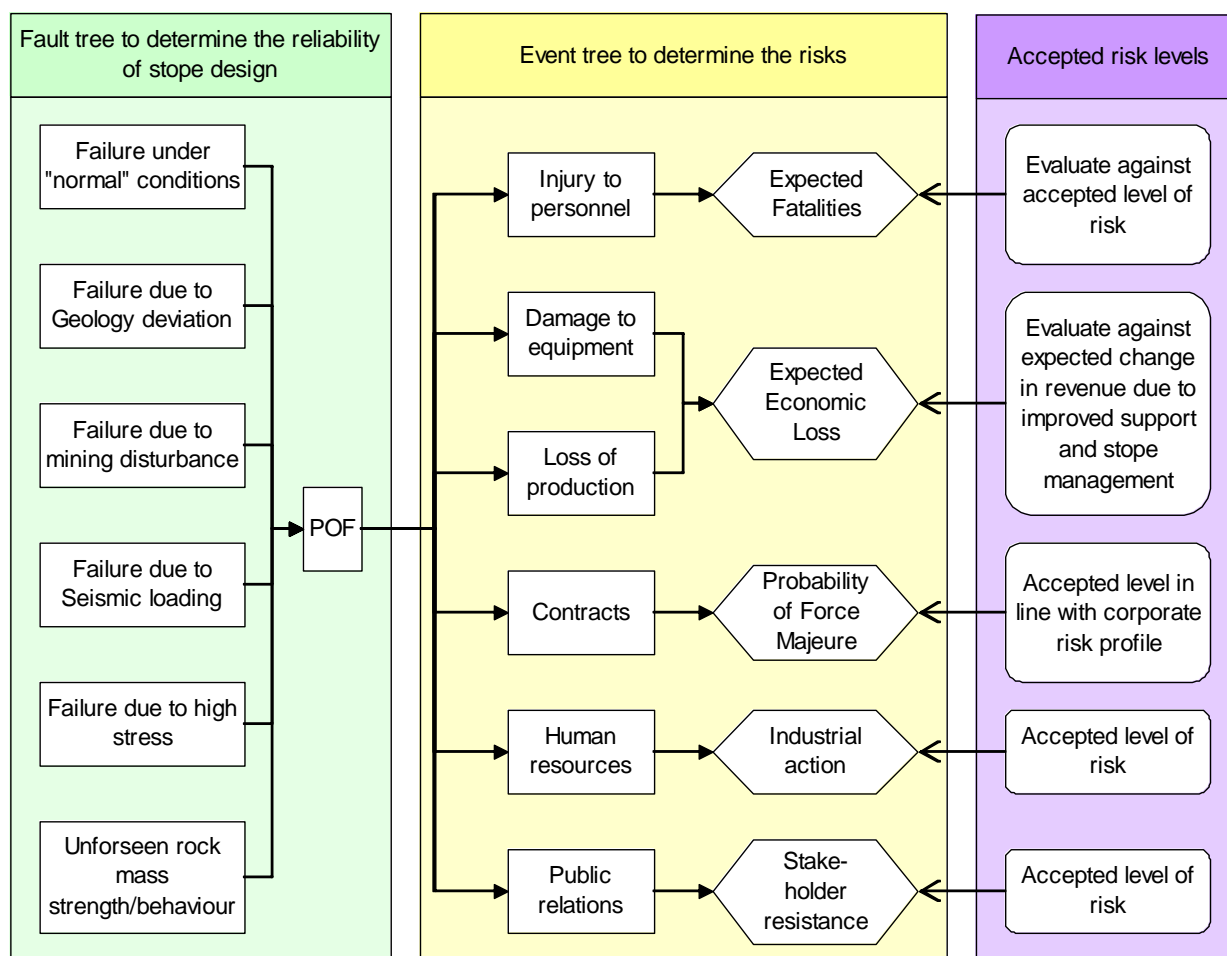 Fault tree to determine the reliability
of stope design
Event tree to determine the risks
Accepted risk levels
Failure under
"normal" conditions
Failure due to
Geology deviation
Failure due to
mining disturbance
Failure due to
Seismic loading
Failure due to high
stress
Unforseen rock
mass
strength/behaviour
POF
Injury to
personnel
Damage to
equipment
Loss of
production
Contracts
Human
resources
Public
relations
Expected
Fatalities
Expected
Economic
Loss
Probability
of Force
Majeure
Industrial
action
Stake-
holder
resistance
Evaluate against
accepted level of
risk
Evaluate against
expected change
in revenue due to
improved support
and stope
management
Accepted level in
line with corporate
risk profile
Accepted level of
risk
Accepted level of
risk